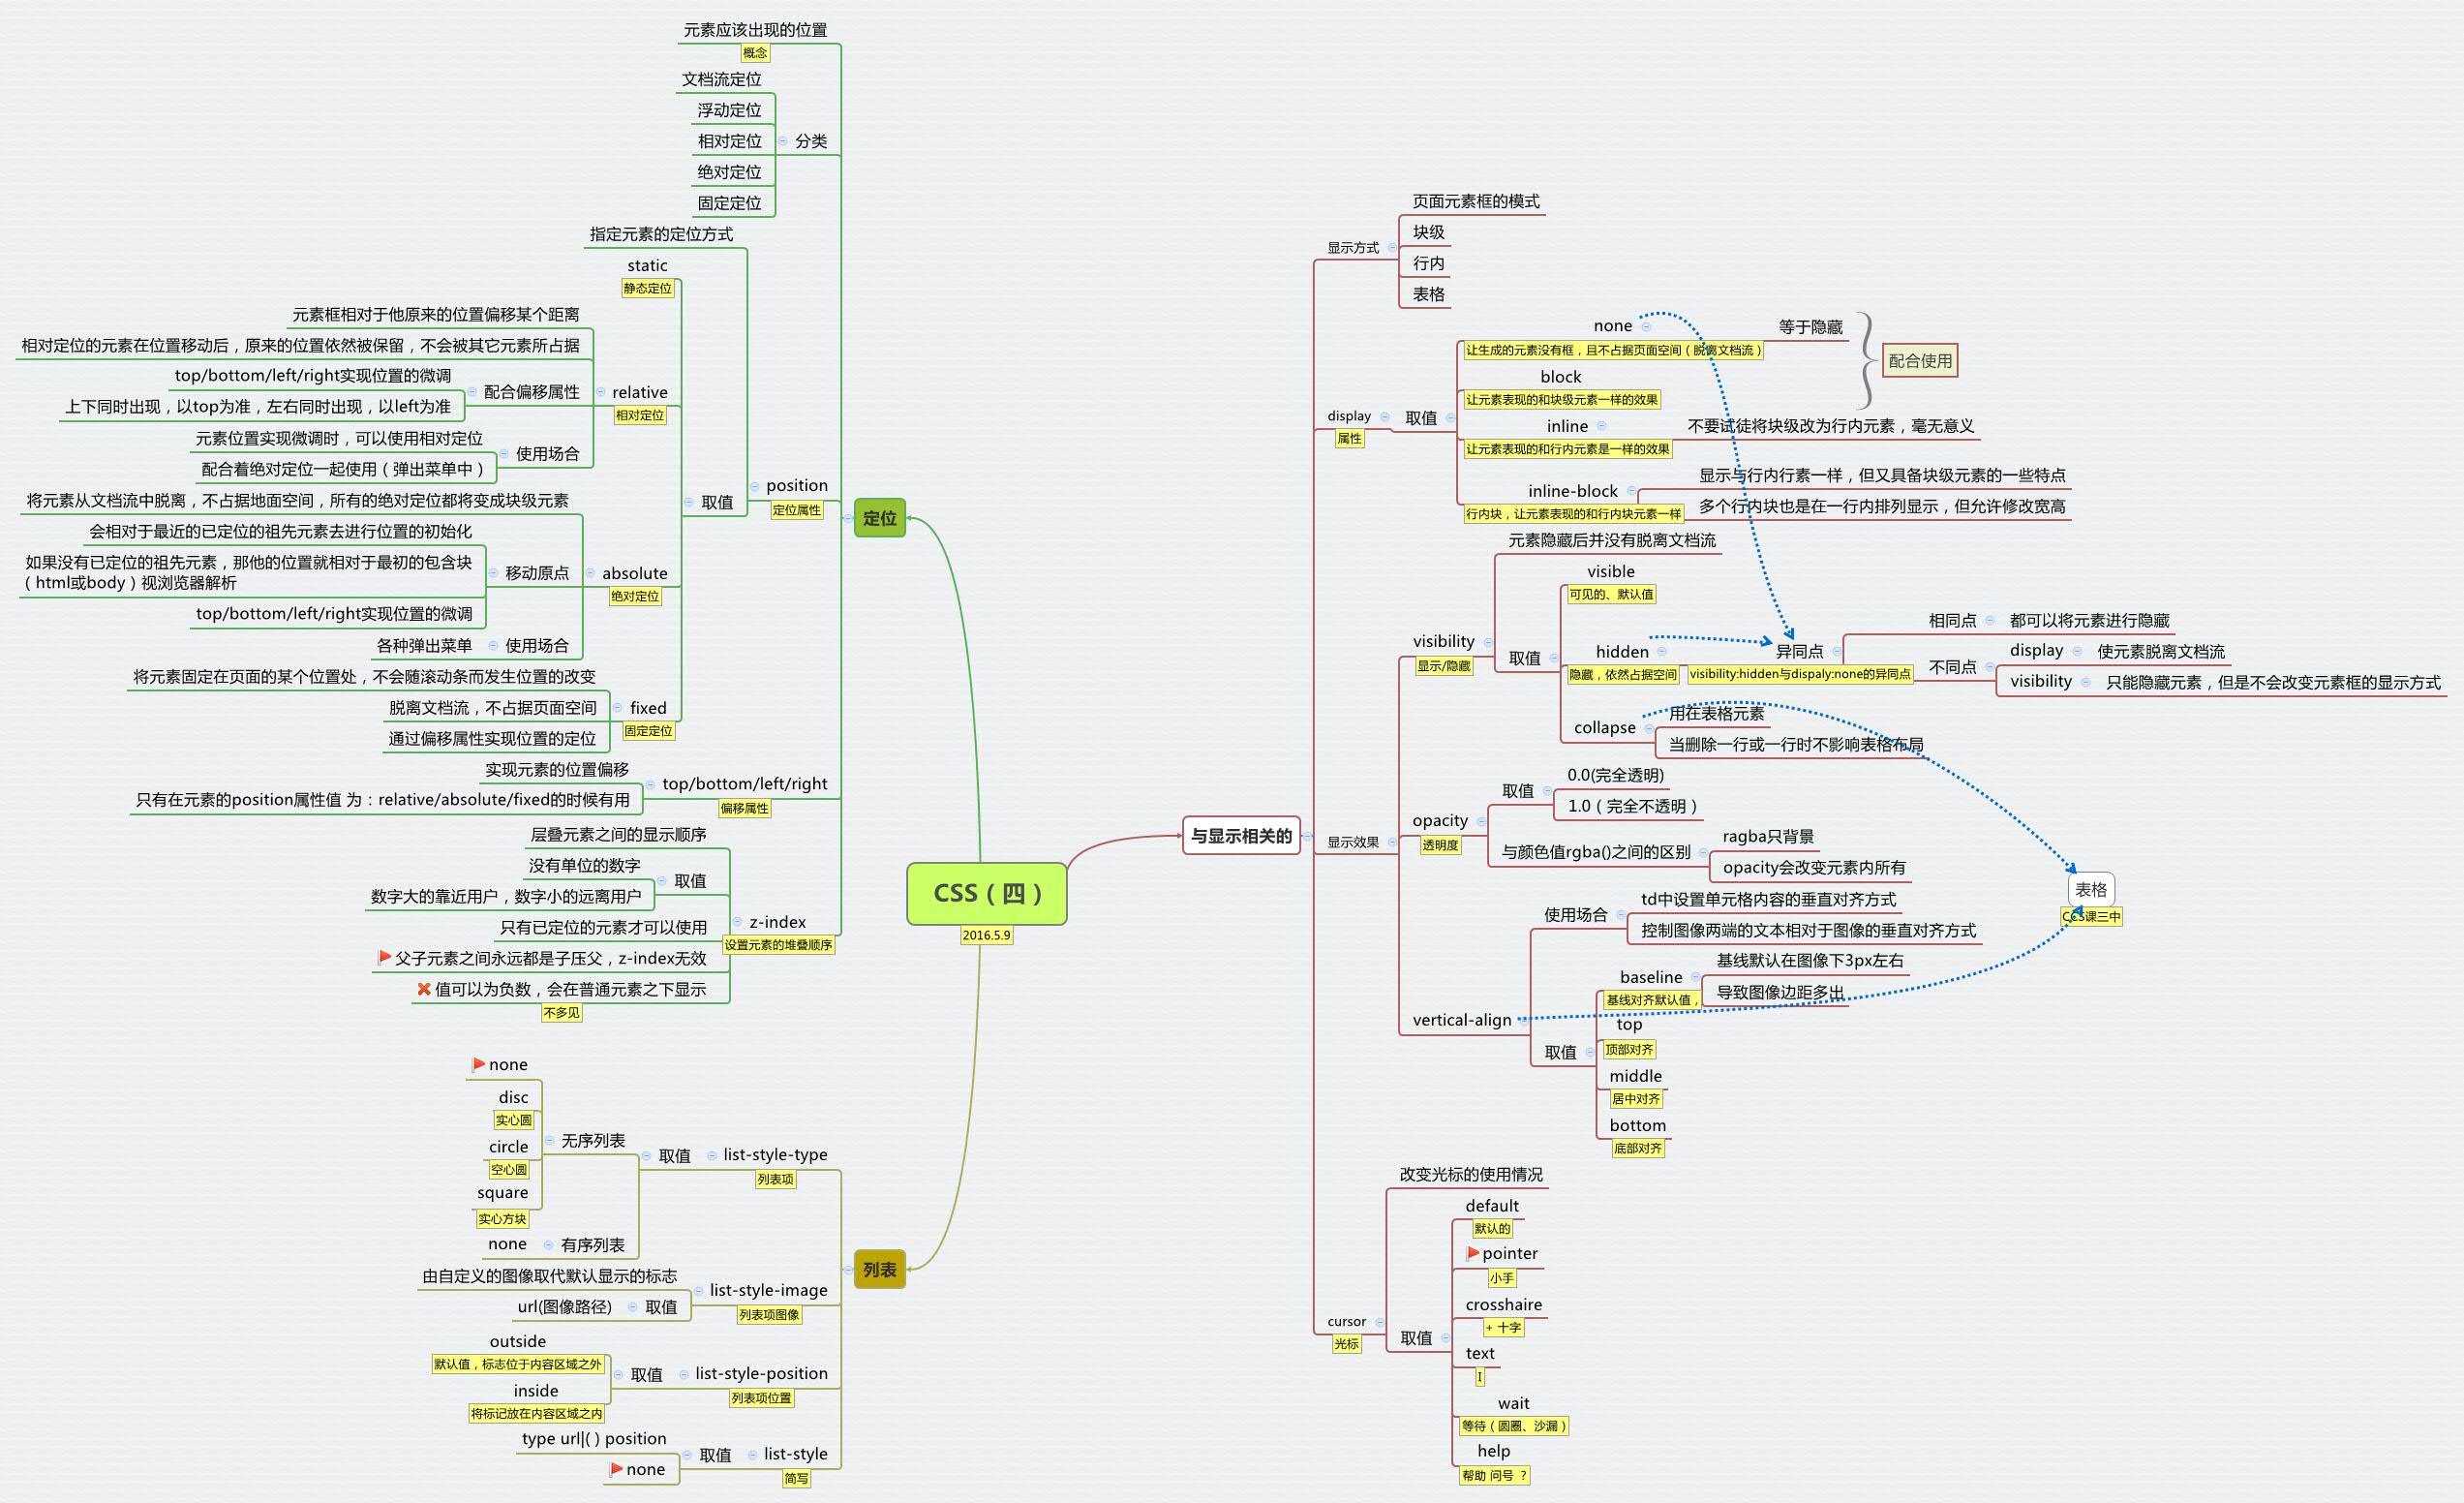 CSS（四）
2016.5.9
定位
元素应该出现的位置
概念
分类
文档流定位
浮动定位
相对定位
绝对定位
固定定位
position
定位属性
指定元素的定位方式
取值
static
静态定位
relative
相对定位
元素框相对于他原来的位置偏移某个距离
相对定位的元素在位置移动后，原来的位置依然被保留，不会被其它元素所占据
配合偏移属性
top/bottom/left/right实现位置的微调
上下同时出现，以top为准，左右同时出现，以left为准
使用场合
元素位置实现微调时，可以使用相对定位
配合着绝对定位一起使用（弹出菜单中）
absolute
绝对定位
将元素从文档流中脱离，不占据地面空间，所有的绝对定位都将变成块级元素
移动原点
会相对于最近的已定位的祖先元素去进行位置的初始化
如果没有已定位的祖先元素，那他的位置就相对于最初的包含块
（html或body）视浏览器解析
top/bottom/left/right实现位置的微调
使用场合
各种弹出菜单
fixed
固定定位
将元素固定在页面的某个位置处，不会随滚动条而发生位置的改变
脱离文档流，不占据页面空间
通过偏移属性实现位置的定位
top/bottom/left/right
偏移属性
实现元素的位置偏移
只有在元素的position属性值 为：relative/absolute/fixed的时候有用
z-index
设置元素的堆叠顺序
层叠元素之间的显示顺序
取值
没有单位的数字
数字大的靠近用户，数字小的远离用户
只有已定位的元素才可以使用
父子元素之间永远都是子压父，z-index无效
值可以为负数，会在普通元素之下显示
不多见
列表
list-style-type
列表项
取值
无序列表
none
disc
实心圆
circle
空心圆
square
实心方块
有序列表
none
list-style-image
列表项图像
由自定义的图像取代默认显示的标志
取值
url(图像路径)
list-style-position
列表项位置
取值
outside
默认值，标志位于内容区域之外
inside
将标记放在内容区域之内
list-style
简写
取值
type url|( ) position
none
与显示相关的
显示方式
页面元素框的模式
块级
行内
表格
display
属性
取值
none
让生成的元素没有框，且不占据页面空间（脱离文档流）
等于隐藏
配合使用
block
让元素表现的和块级元素一样的效果
inline
让元素表现的和行内元素是一样的效果
不要试徒将块级改为行内元素，毫无意义
inline-block
行内块，让元素表现的和行内块元素一样
显示与行内行素一样，但又具备块级元素的一些特点
多个行内块也是在一行内排列显示，但允许修改宽高
显示效果
visibility
显示/隐藏
元素隐藏后并没有脱离文档流
取值
visible
可见的、默认值
hidden
隐藏，依然占据空间
异同点
visibility:hidden与dispaly:none的异同点
相同点
都可以将元素进行隐藏
不同点
display
使元素脱离文档流
visibility
只能隐藏元素，但是不会改变元素框的显示方式
collapse
用在表格元素
当删除一行或一行时不影响表格布局
opacity
透明度
取值
0.0(完全透明)
1.0（完全不透明）
与颜色值rgba()之间的区别
ragba只背景
opacity会改变元素内所有
表格
CCS课三中
vertical-align
使用场合
td中设置单元格内容的垂直对齐方式
控制图像两端的文本相对于图像的垂直对齐方式
取值
baseline
基线对齐默认值，
基线默认在图像下3px左右
导致图像边距多出
top
顶部对齐
middle
居中对齐
bottom
底部对齐
cursor
光标
改变光标的使用情况
取值
default
默认的
pointer
小手
crosshaire
+ 十字
text
I
wait
等待（圆圈、沙漏）
help
帮助 问号 ？